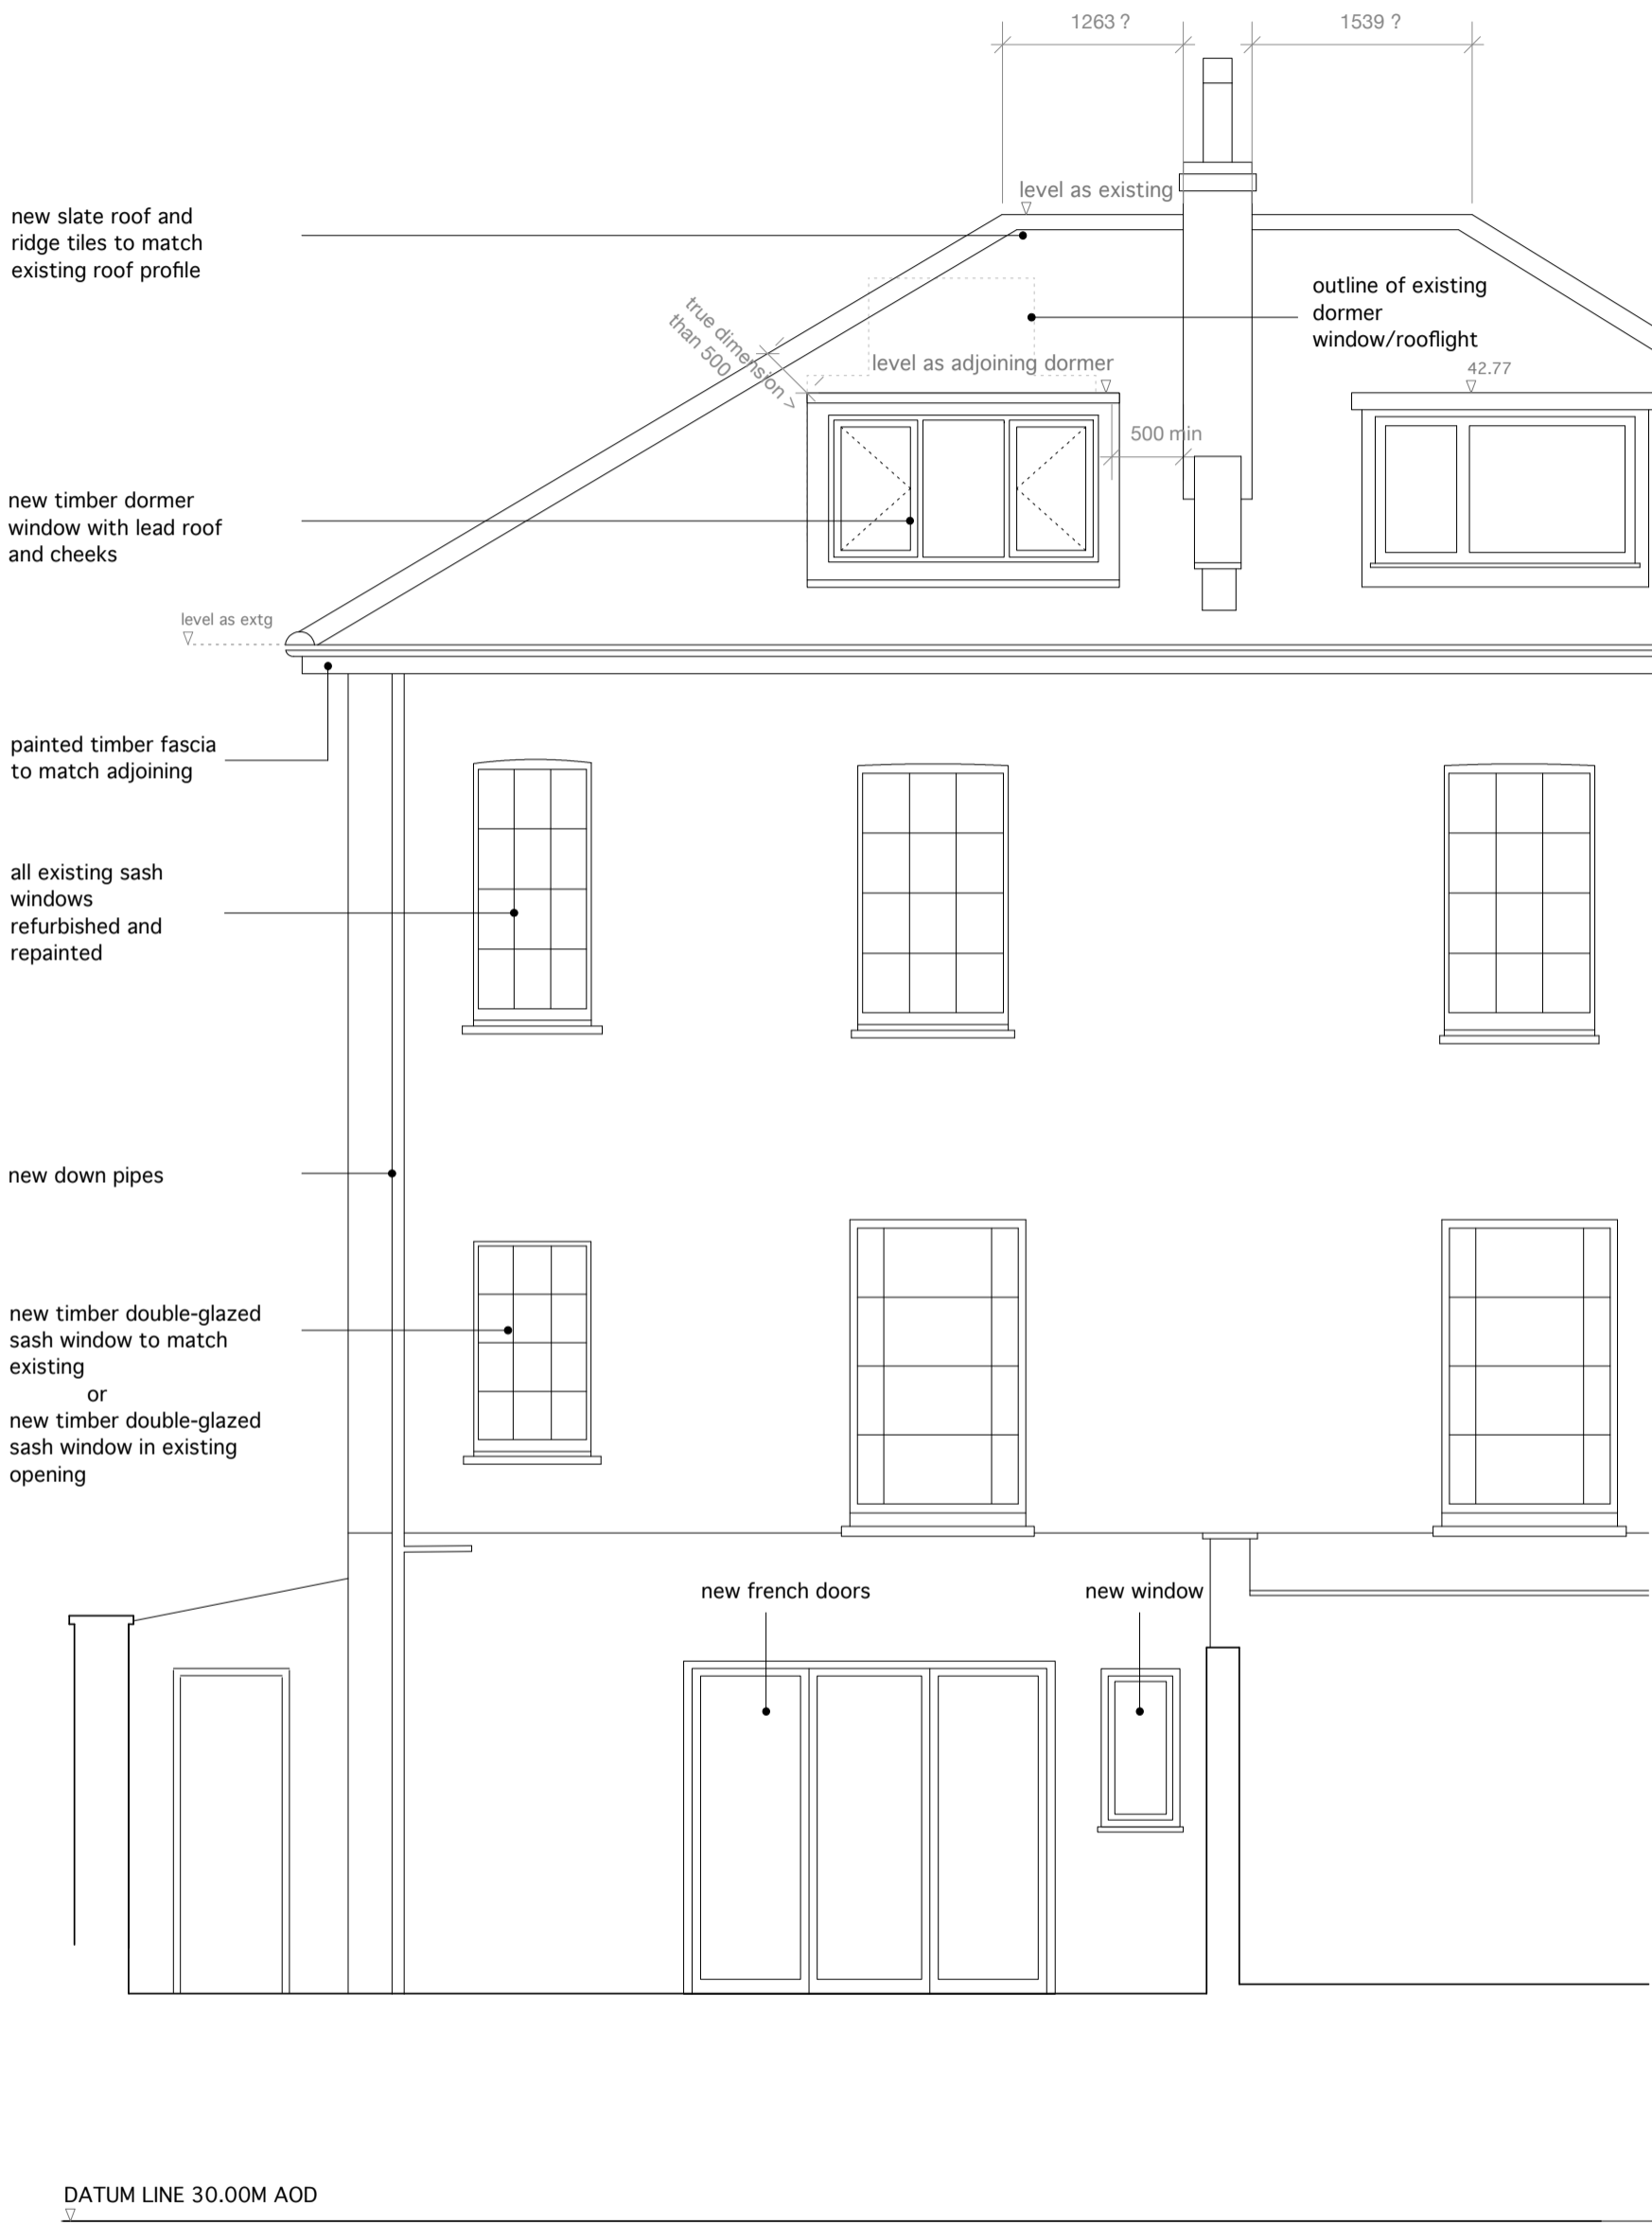 1263 ?
1539 ?
level as existing
new slate roof and
ridge tiles to match
existing roof profile
outline of existing
dormer
window/rooflight
true dimension >
than 500
level as adjoining dormer
42.77
500 min
new timber dormer
window with lead roof
and cheeks
level as extg
painted timber fascia
to match adjoining
all existing sash
windows
refurbished and
repainted
new down pipes
new timber double-glazed
sash window to match
existing
or
new timber double-glazed
sash window in existing
opening
new french doors
new window
DATUM LINE 30.00M AOD